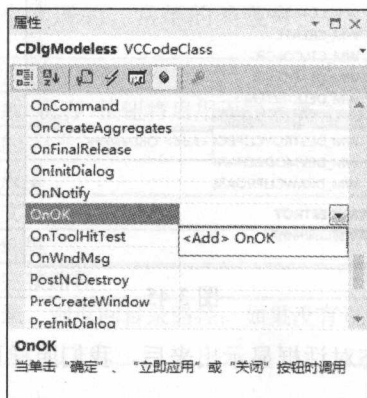 属性
CDlgModeless VCCodeClass
OnCommand
OnCreateAggregates
OnFinalRelease
OnInitDialog
OnNotify
OnOK
OnToolHitTest
<Add> OnOK
OnWndMsg
PostNcDestroy
PreCreateWindow
PreInitDialog
OnOK
当单击 "确定"、"立即应用" 或 "关闭" 按钮时调用